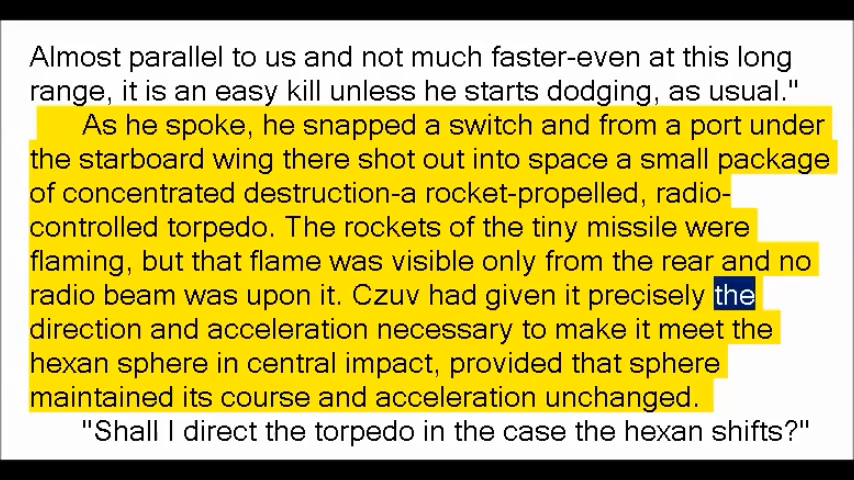 Almost parallel to us and not much faster-even at this long
range, it is an easy kill unless he starts dodging, as usual."
As he spoke, he snapped a switch and from a port under
the starboard wing there shot out into space a small package
of concentrated destruction-a rocket-propelled, radio-
controlled torpedo. The rockets of the tiny missile were
flaming, but that flame was visible only from the rear and no
radio beam was upon it. Czuv had given it precisely the
direction and acceleration necessary to make it meet the
hexan sphere in central impact, provided that sphere
maintained its course and acceleration unchanged.
"Shall I direct the torpedo in the case the hexan shifts?"